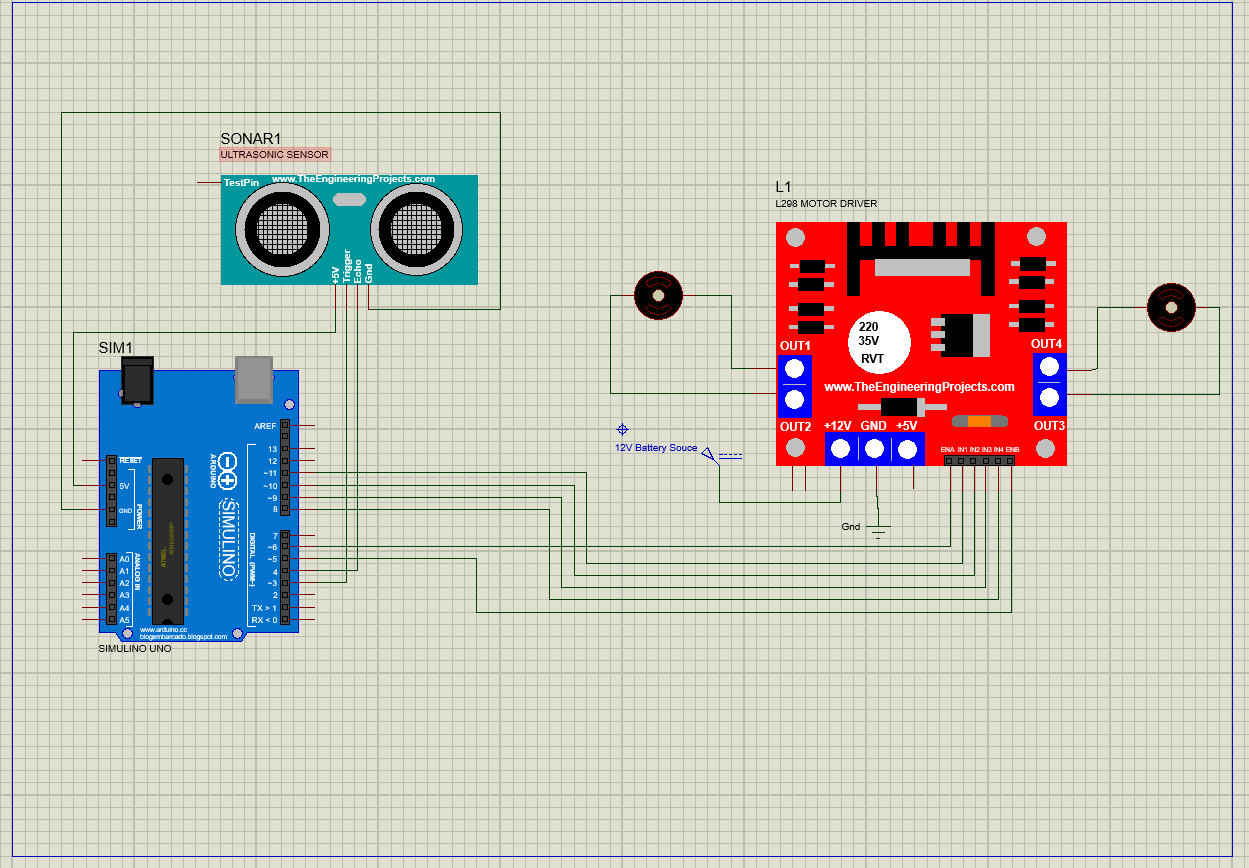 SONAR1
ULTRASONIC SENSOR
TestPin
www.TheEngineeringProjects.com
+5V
Trigger
Echo
Gnd
L1
L298 MOTOR DRIVER
220
35V
RVT
OUT1
OUT4
www.TheEngineeringProjects.com
OUT2
+12V
GND
+5V
OUT3
ENA IN1 IN2 IN3 IN4 ENB
12V Battery Souce
Gnd
SIM1
AREF
RESET
5V
GND
POWER
A0
A1
A2
A3
A4
A5
ANALOG IN
ATMEL
ARDUINO
SIMULINO
13
12
~11
~10
~9
8
7
~6
~5
4
~3
2
TX > 1
RX < 0
DIGITAL (PWM~)
www.arduino.cc
blogembarcado.blogspot.com
SIMULINO UNO